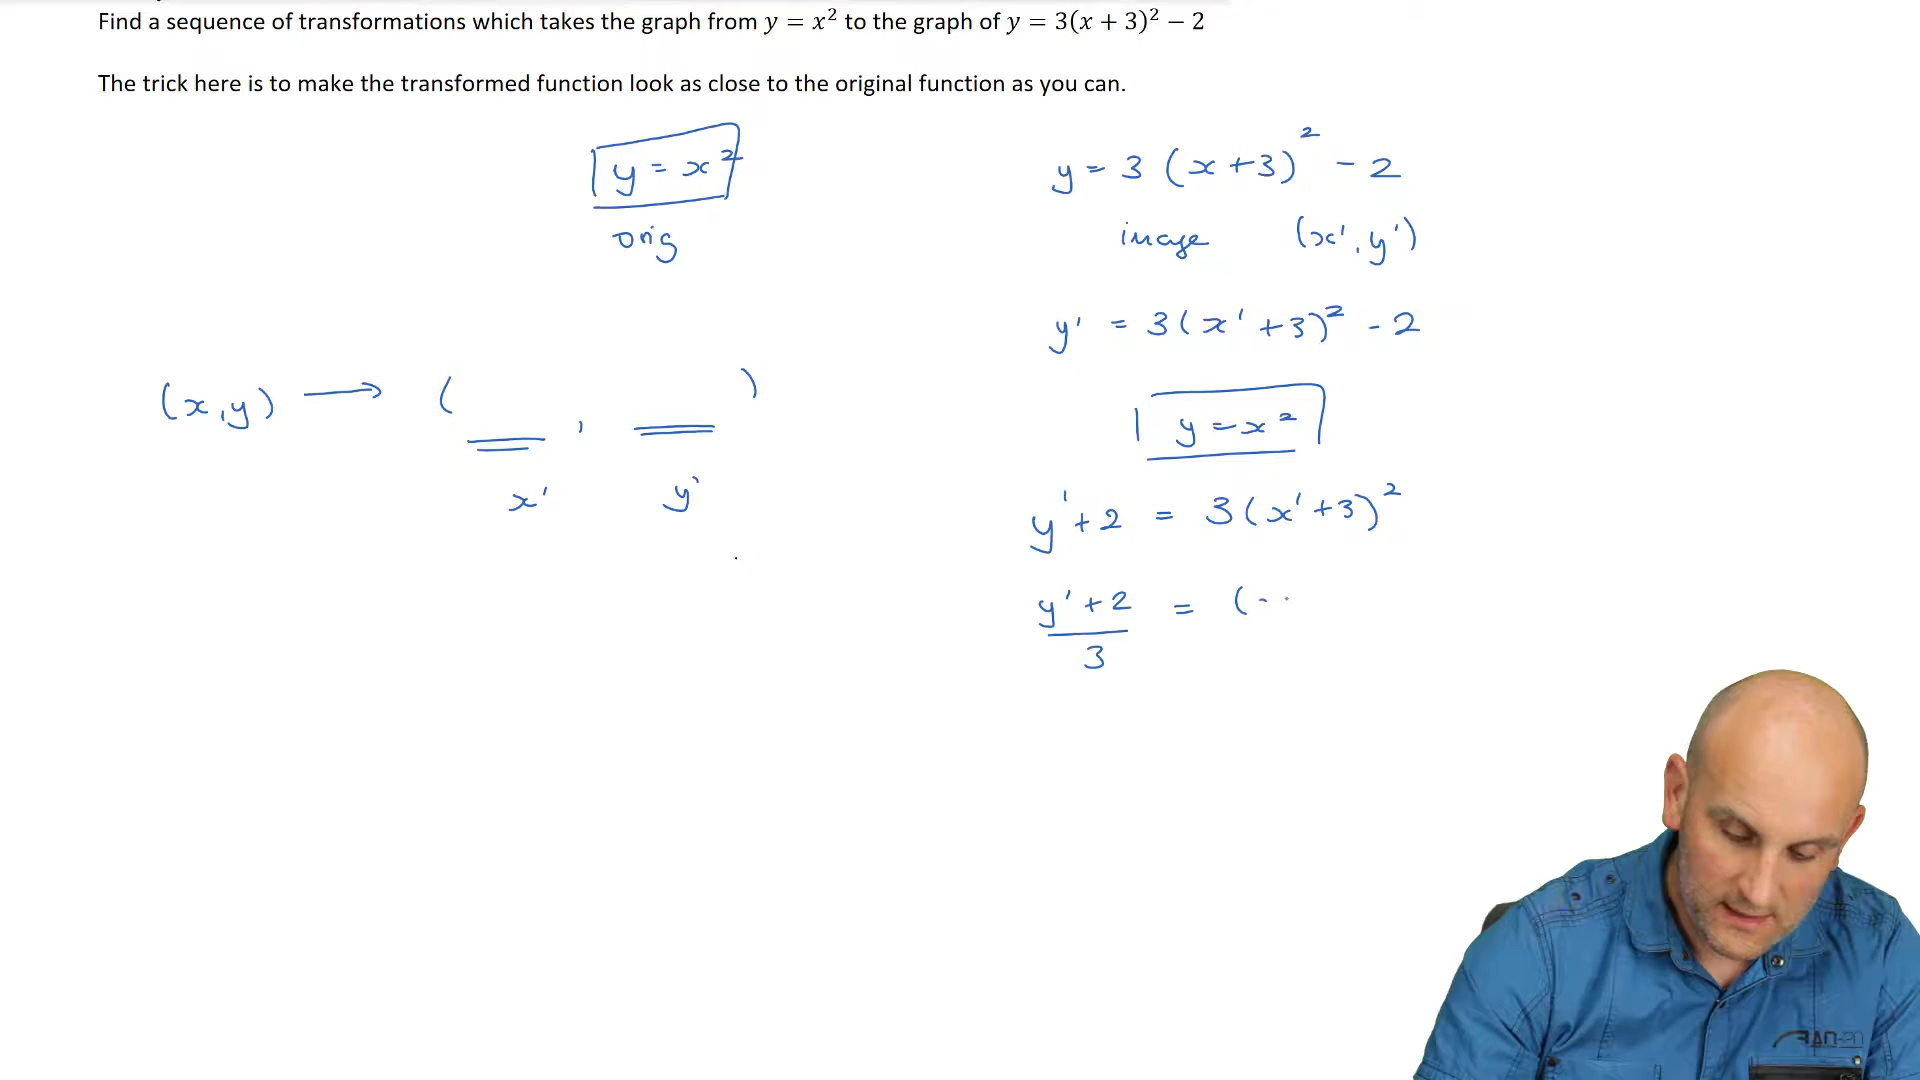 Find a sequence of transformations which takes the graph from y = x² to the graph of y = 3(x + 3)² − 2
The trick here is to make the transformed function look as close to the original function as you can.
y = x²
orig
y = 3 (x+3)² - 2
image (x', y')
y' = 3(x' +3)² - 2
(x,y) → ( , )
x' y'
y = x²
y'+2 = 3(x'+3)²
y'+2 / 3 = (